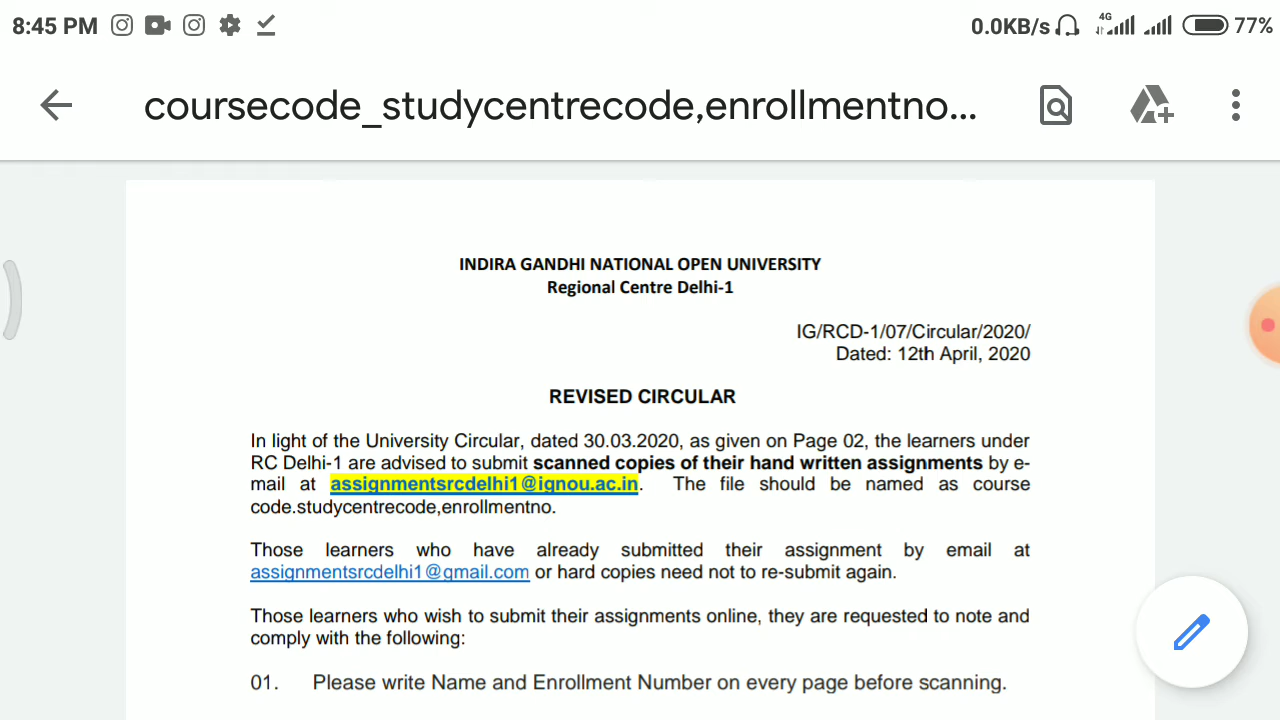 8:45 PM 0.0KB/s 4G 77%
coursecode_studycentrecode,enrollmentno...
INDIRA GANDHI NATIONAL OPEN UNIVERSITY
Regional Centre Delhi-1
IG/RCD-1/07/Circular/2020/
Dated: 12th April, 2020
REVISED CIRCULAR
In light of the University Circular, dated 30.03.2020, as given on Page 02, the learners under
RC Delhi-1 are advised to submit scanned copies of their hand written assignments by e-
mail at assignmentsrcdelhi1@ignou.ac.in. The file should be named as course
code.studycentrecode,enrollmentno.
Those learners who have already submitted their assignment by email at
assignmentsrcdelhi1@gmail.com or hard copies need not to re-submit again.
Those learners who wish to submit their assignments online, they are requested to note and
comply with the following:
01. Please write Name and Enrollment Number on every page before scanning.